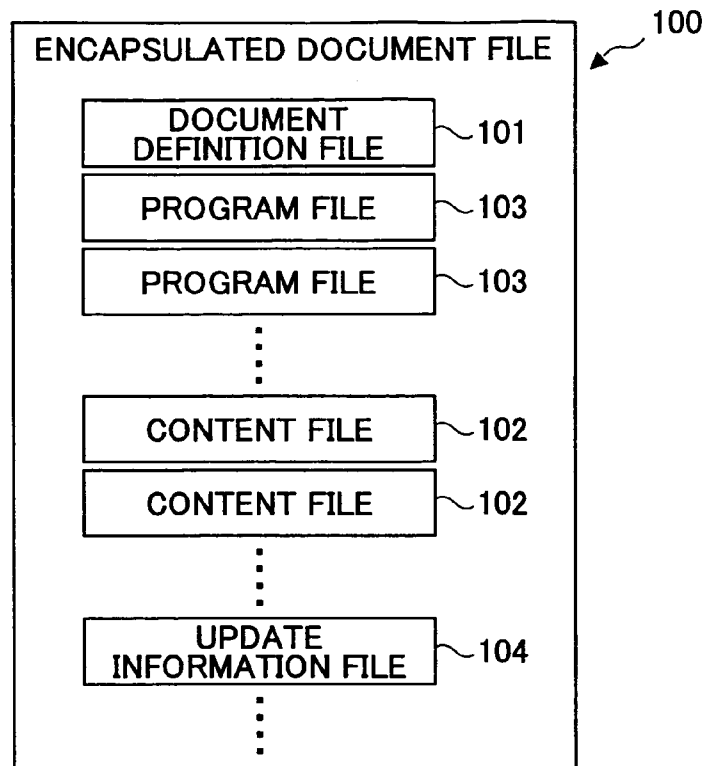 100
ENCAPSULATED DOCUMENT FILE
DOCUMENT
DEFINITION FILE
101
PROGRAM FILE
103
PROGRAM FILE
103
CONTENT FILE
102
CONTENT FILE
102
UPDATE
INFORMATION FILE
104